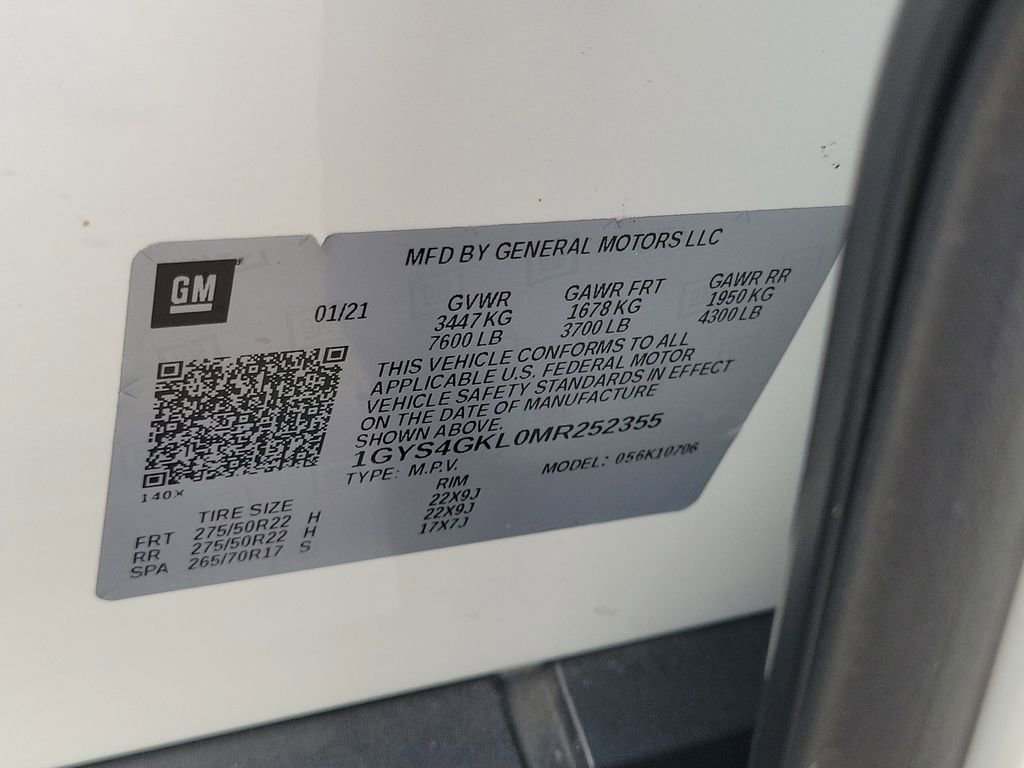 MFD BY GENERAL MOTORS LLC
GM
01/21
GVWR
3447 KG
7600 LB
GAWR FRT
1678 KG
3700 LB
GAWR RR
1950 KG
4300 LB
THIS VEHICLE CONFORMS TO ALL
APPLICABLE U.S. FEDERAL MOTOR
VEHICLE SAFETY STANDARDS IN EFFECT
ON THE DATE OF MANUFACTURE
SHOWN ABOVE.
1GYS4GKL0MR252355
TYPE: M.P.V. MODEL: 056K10706
140X
TIRE SIZE RIM
FRT 275/50R22 H 22X9J
RR 275/50R22 H 22X9J
SPA 265/70R17 S 17X7J